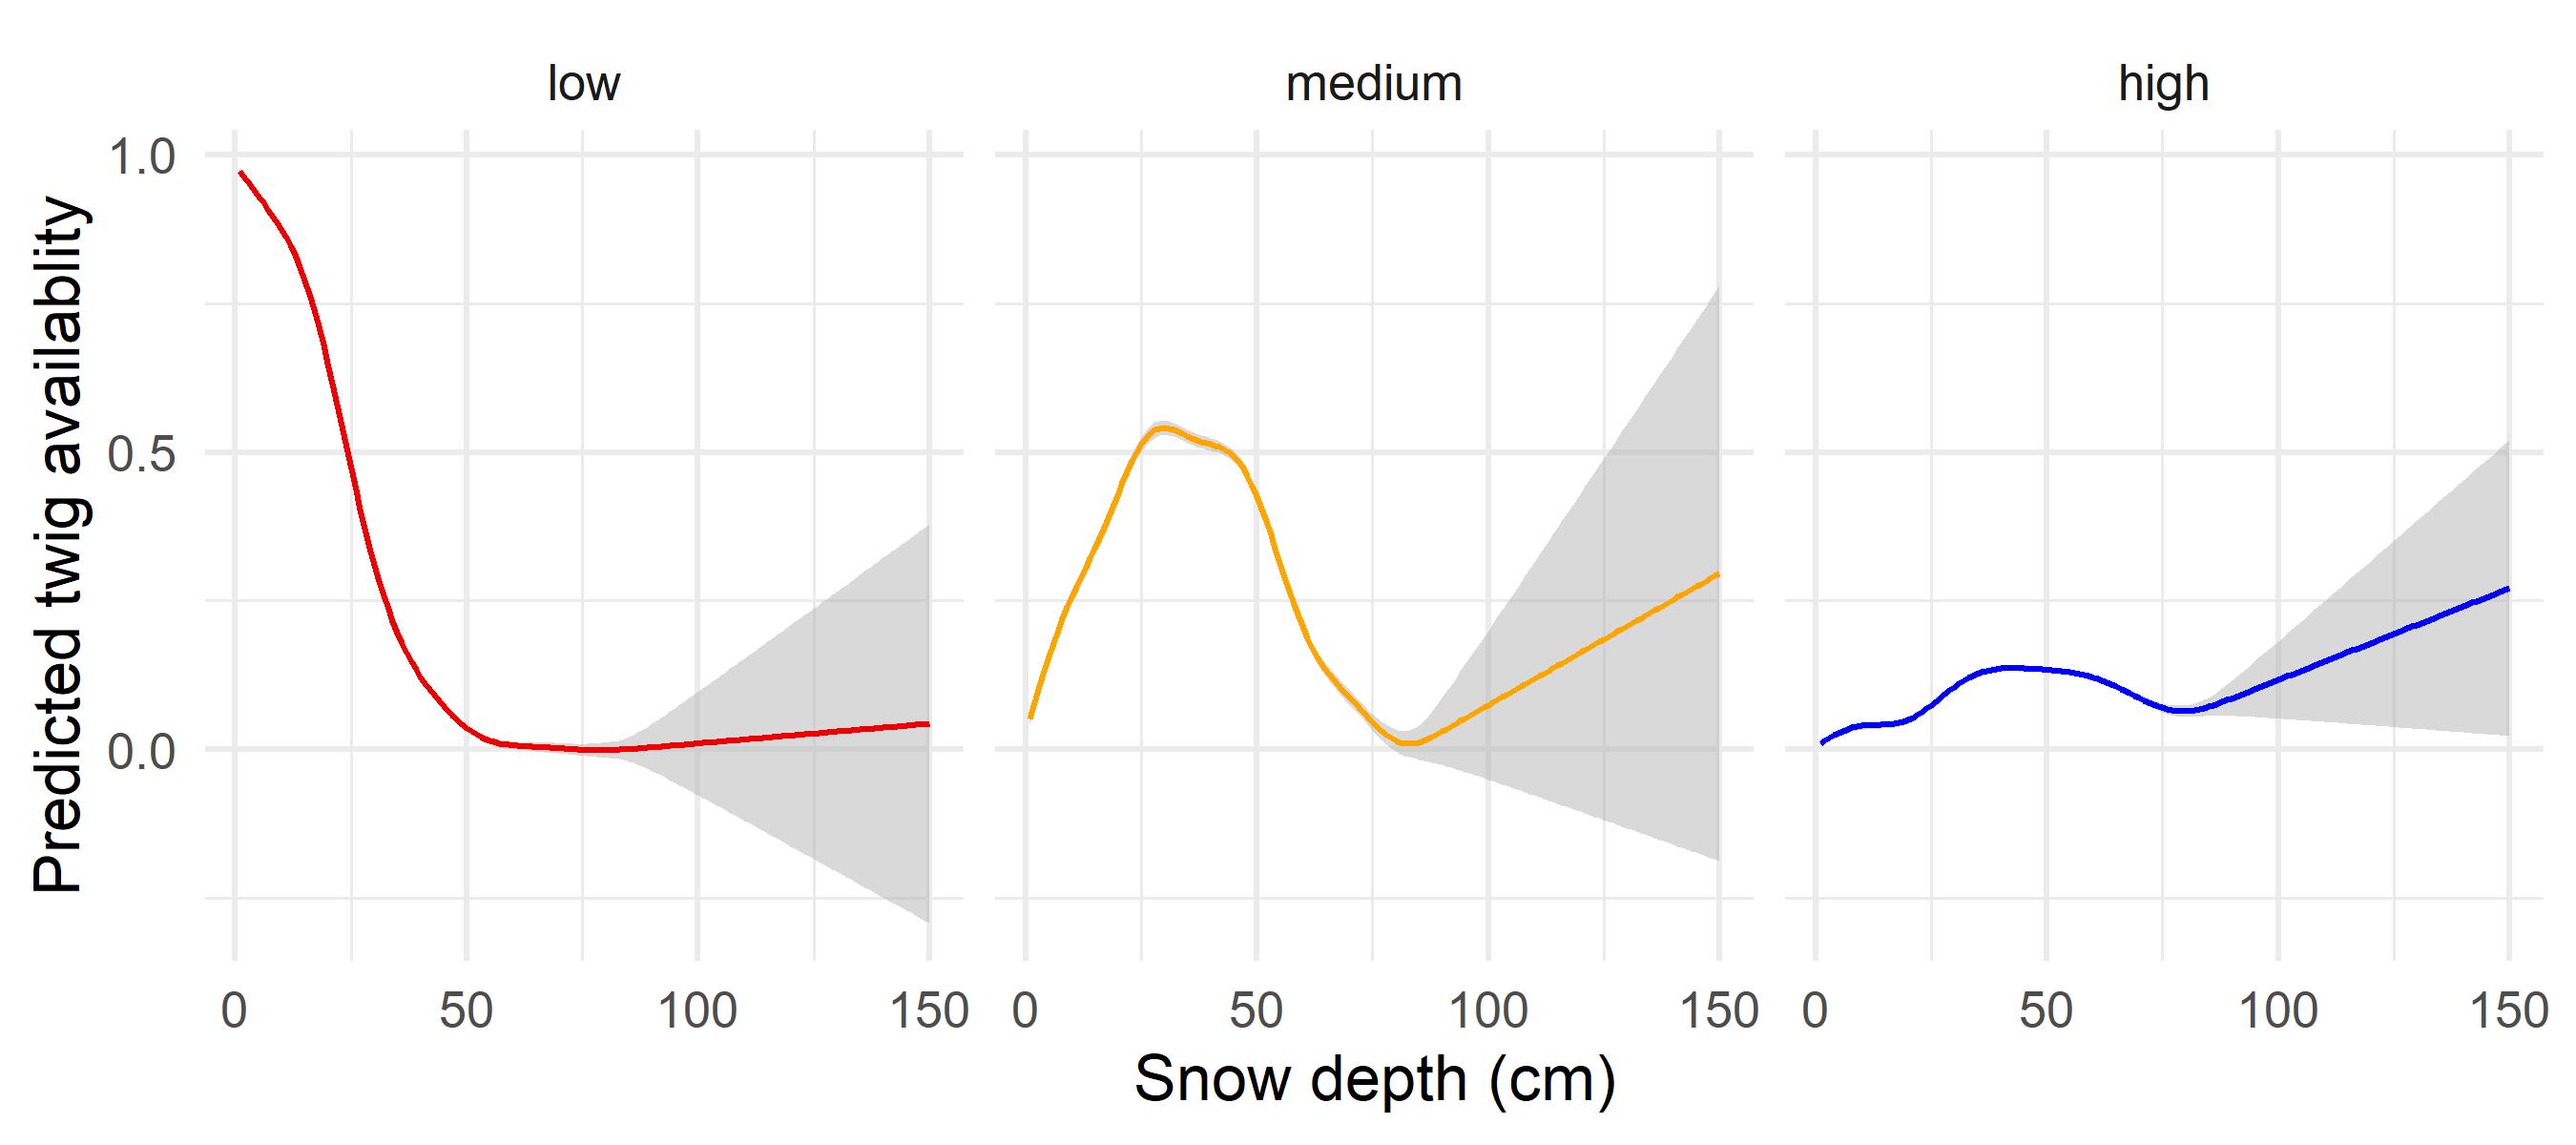 low medium high
1.0
0.5
0.0
Predicted twig availablity
0 50 100 150 0 50 100 150 0 50 100 150
Snow depth (cm)